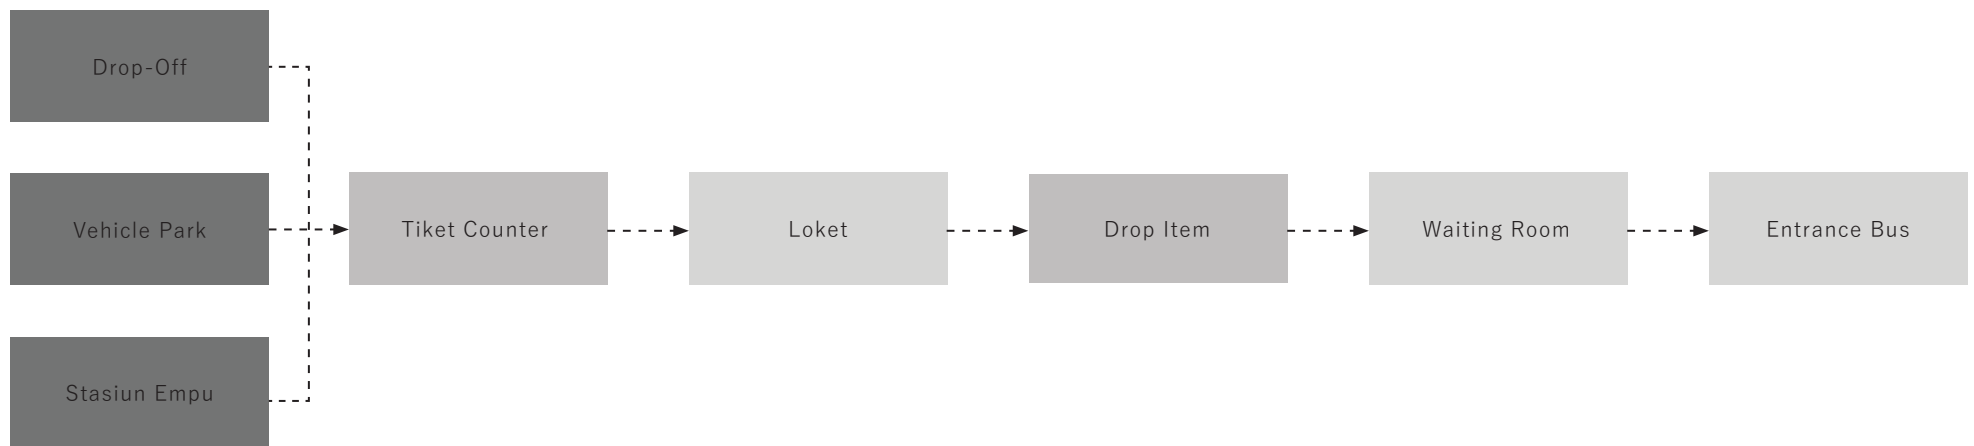 Drop-Off
Vehicle Park
Stasiun Empu
Tiket Counter
Loket
Drop Item
Waiting Room
Entrance Bus